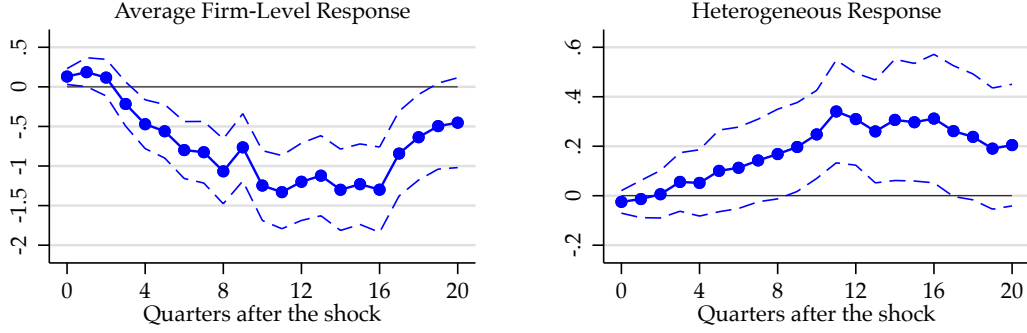 Average Firm-Level Response
.5
0
-.5
-1
-1.5
-2
0 4 8 12 16 20
Quarters after the shock
Heterogeneous Response
.6
.4
.2
0
-.2
0 4 8 12 16 20
Quarters after the shock